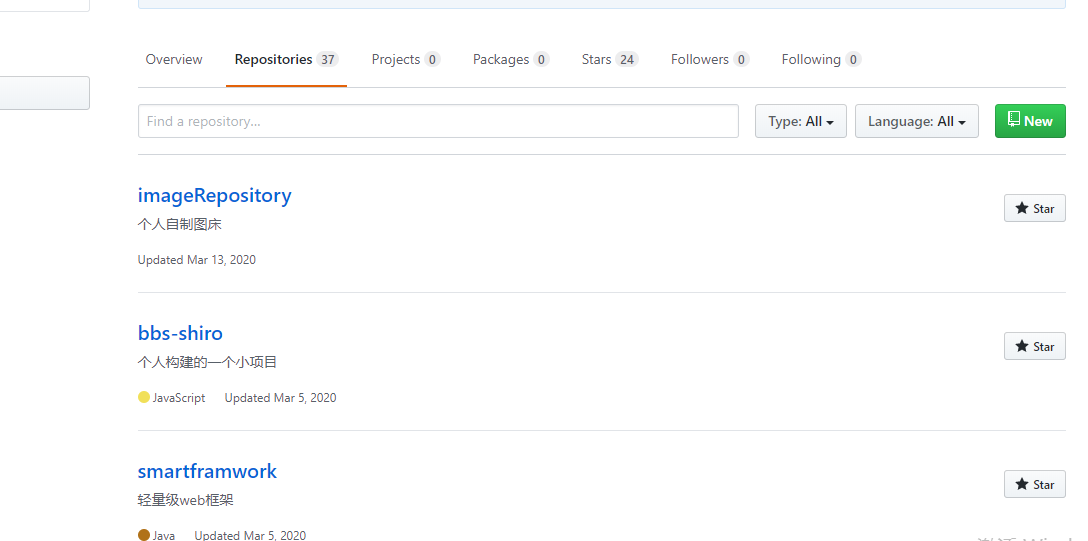 Overview Repositories 37 Projects 0 Packages 0 Stars 24 Followers 0 Following 0
Find a repository... Type: All Language: All New
imageRepository
Star
个人自制图床
Updated Mar 13, 2020
bbs-shiro
Star
个人构建的一个小项目
JavaScript Updated Mar 5, 2020
smartframwork
Star
轻量级web框架
Java Updated Mar 5, 2020